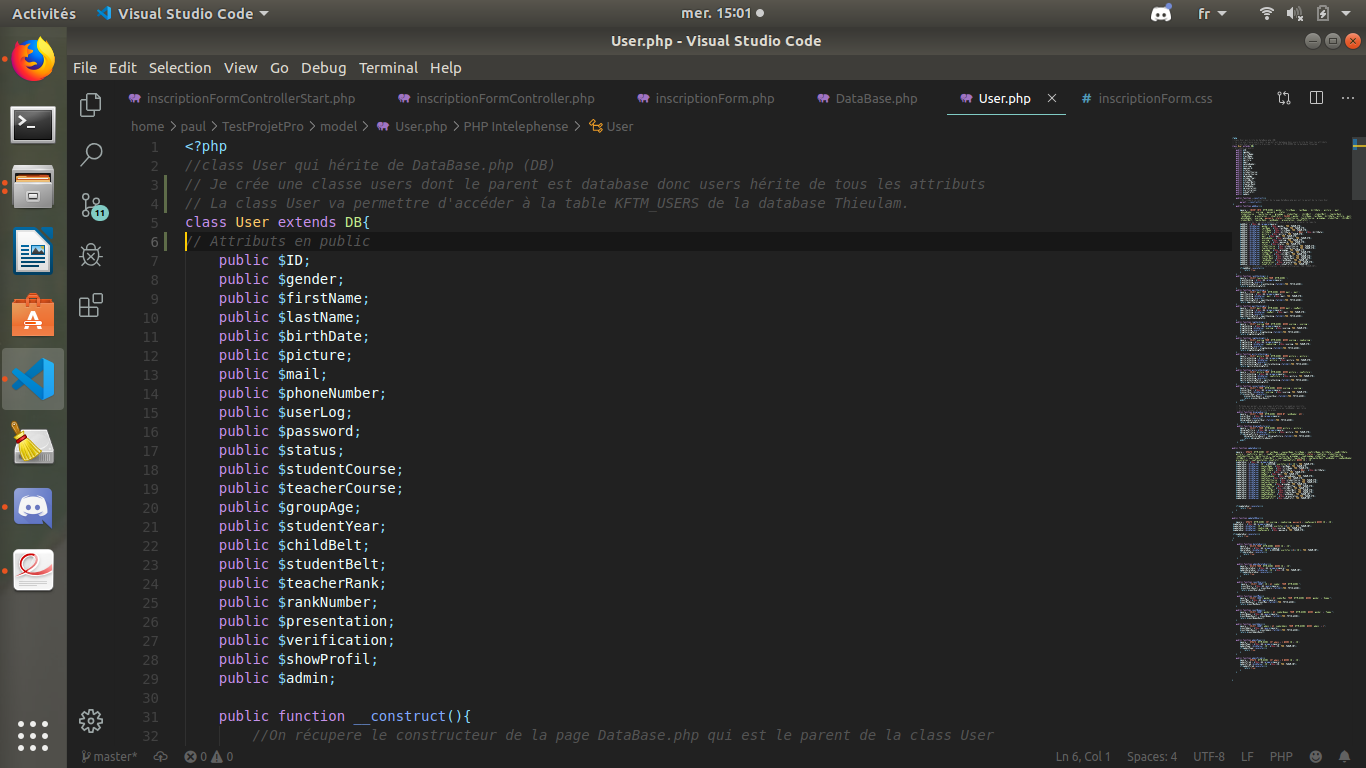 Activités
Visual Studio Code
mer. 15:01
fr
User.php - Visual Studio Code
File Edit Selection View Go Debug Terminal Help
inscriptionFormControllerStart.php inscriptionFormController.php inscriptionForm.php DataBase.php User.php # inscriptionForm.css
home > paul > TestProjetPro > model > User.php > PHP Intelephense > User
11
1 <?php
2 //class User qui hérite de DataBase.php (DB)
3 // Je crée une classe users dont le parent est database donc users hérite de tous les attributs
4 // La class User va permettre d'accéder à la table KFTM_USERS de la database Thieulam.
5 class User extends DB{
6 // Attributs en public
7 public $ID;
8 public $gender;
9 public $firstName;
10 public $lastName;
11 public $birthDate;
12 public $picture;
13 public $mail;
14 public $phoneNumber;
15 public $userLog;
16 public $password;
17 public $status;
18 public $studentCourse;
19 public $teacherCourse;
20 public $groupAge;
21 public $studentYear;
22 public $childBelt;
23 public $studentBelt;
24 public $teacherRank;
25 public $rankNumber;
26 public $presentation;
27 public $verification;
28 public $showProfil;
29 public $admin;
30
31 public function __construct(){
32 //On récupere le constructeur de la page DataBase.php qui est le parent de la class User
master* 0 0 Ln 6, Col 1 Spaces: 4 UTF-8 LF PHP